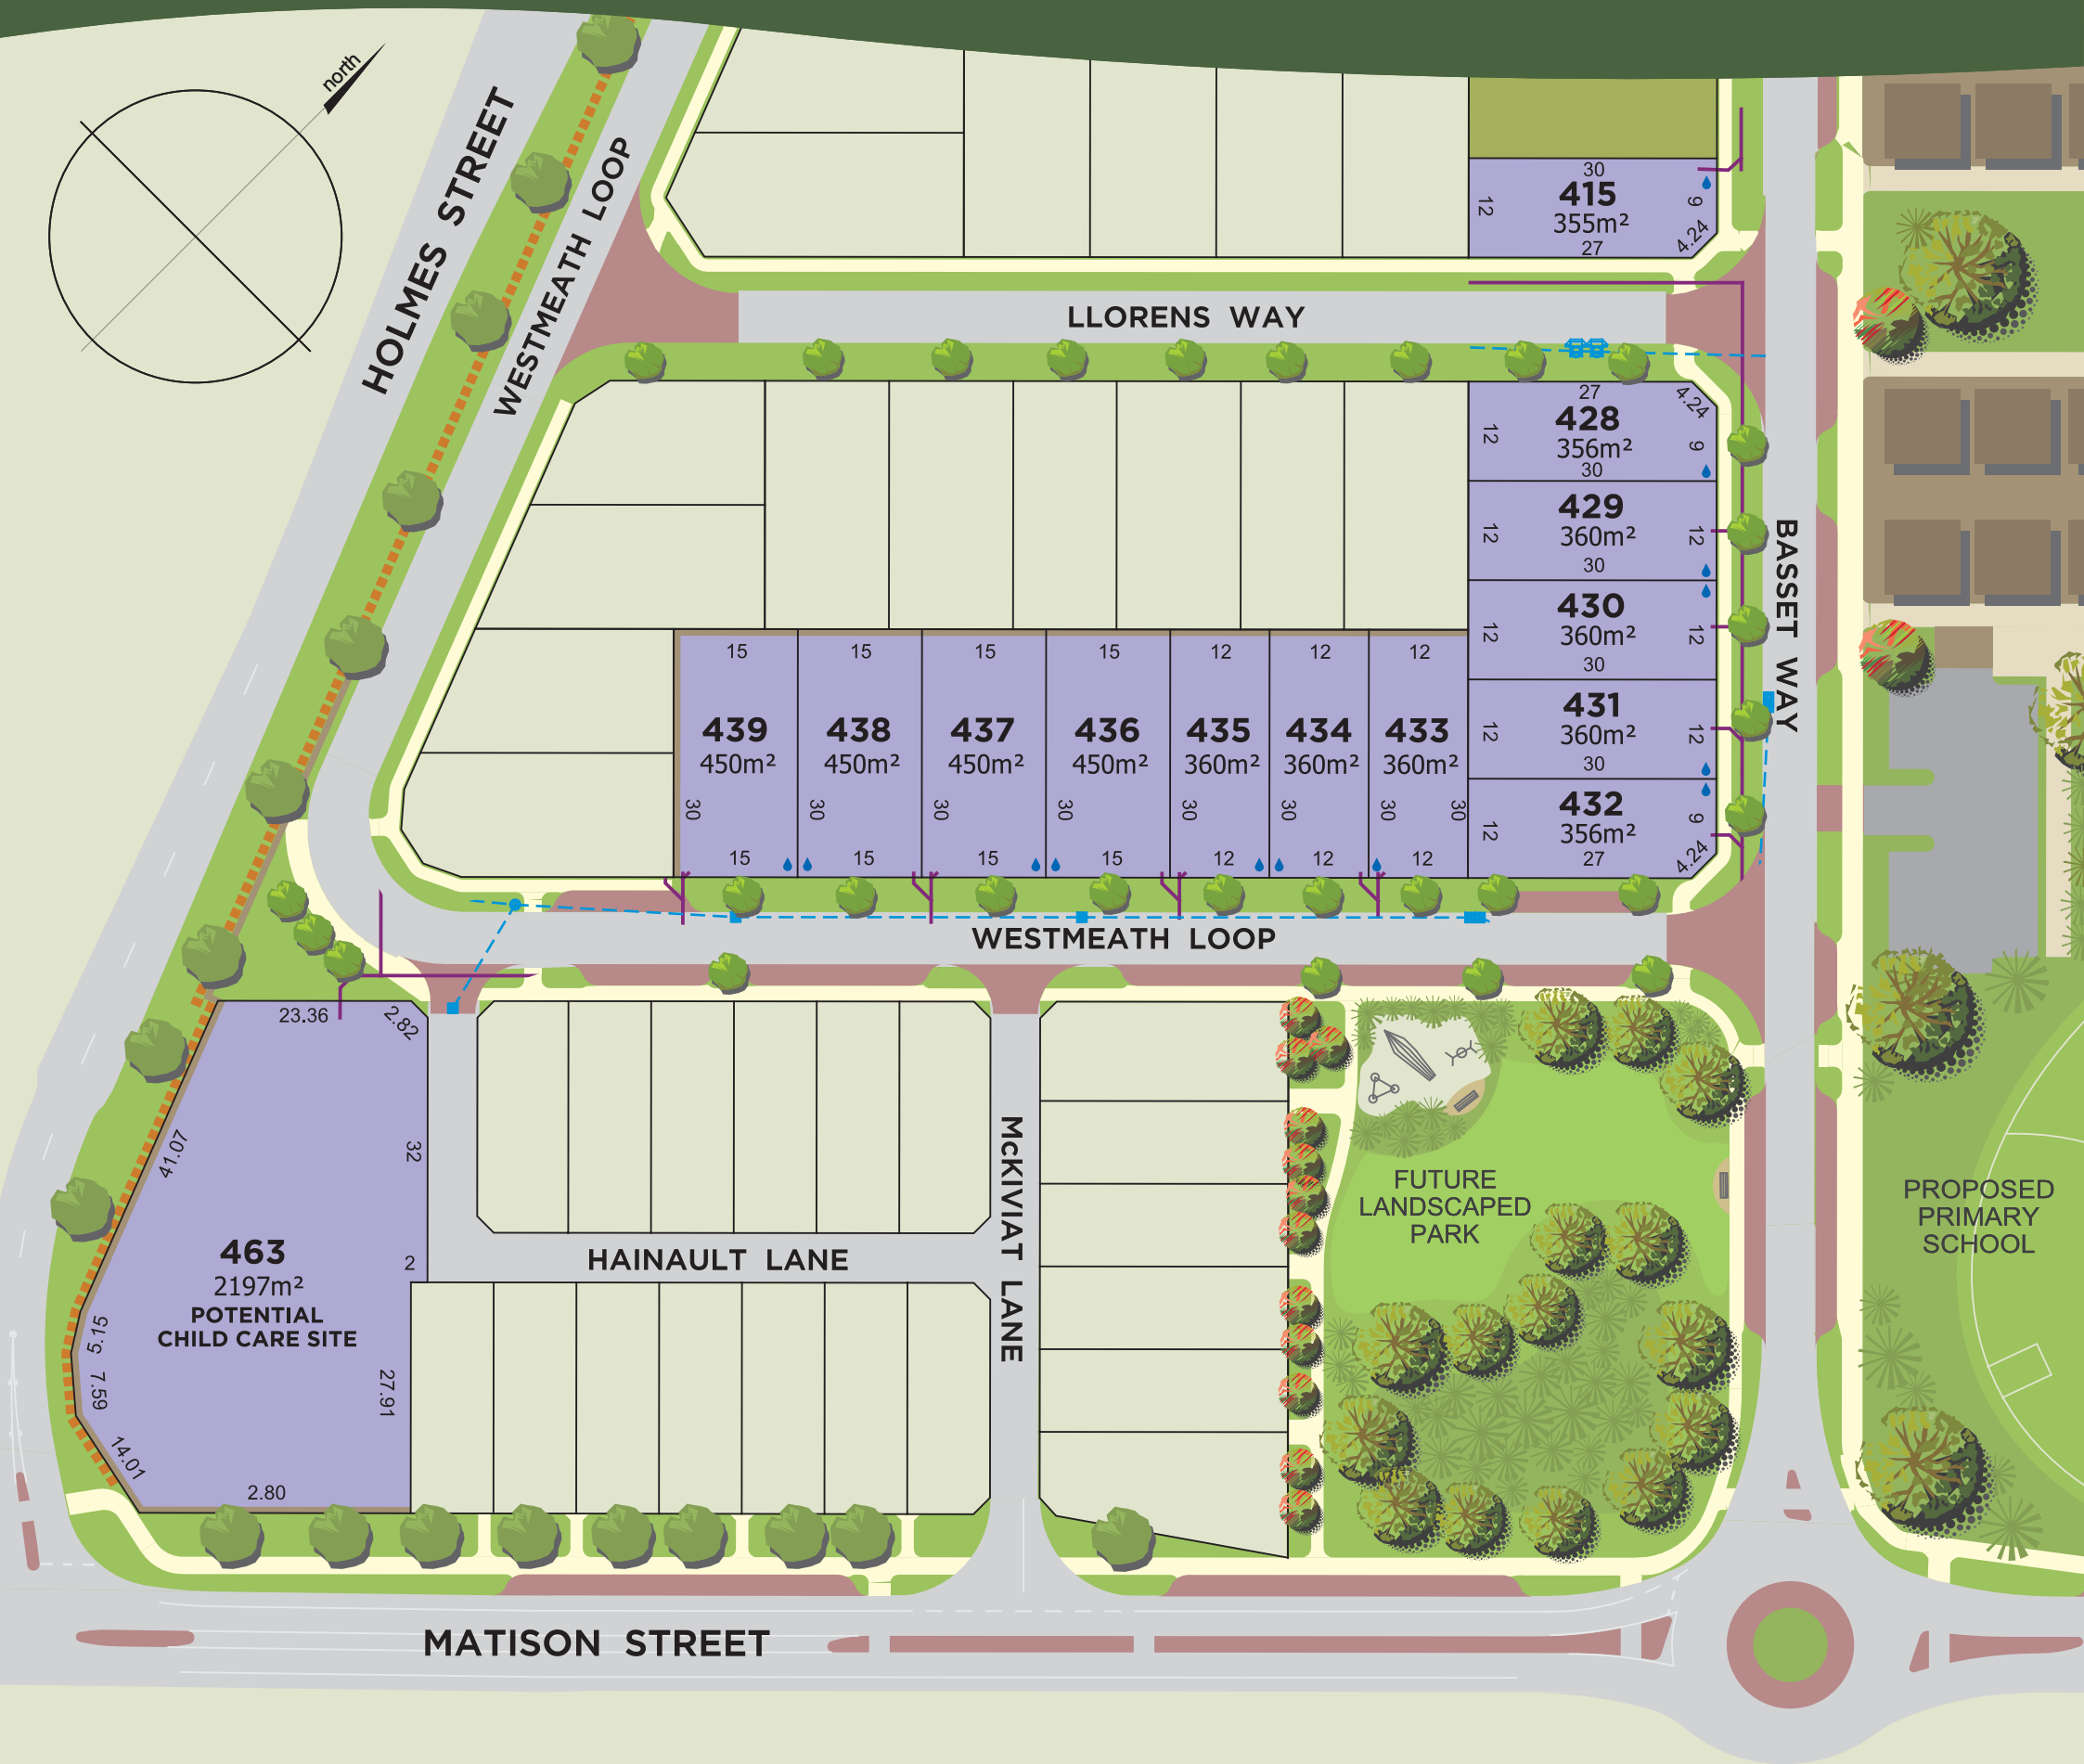 north
HOLMES STREET
WESTMEATH LOOP
30
415
355m²
27
12
9
4.24
LLORENS WAY
27
428
356m²
30
12
9
4.24
429
360m²
30
12
12
430
360m²
30
12
12
431
360m²
30
12
12
432
356m²
27
12
9
4.24
BASSET WAY
15
439
450m²
30
15
15
438
450m²
30
15
15
437
450m²
30
15
15
436
450m²
30
15
12
435
360m²
30
12
12
434
360m²
30
12
12
433
360m²
30
30
12
WESTMEATH LOOP
23.36
2.82
41.07
32
463
2197m²
POTENTIAL
CHILD CARE SITE
2
5.15
7.59
27.91
14.01
2.80
HAINAULT LANE
McKIVIAT LANE
FUTURE
LANDSCAPED
PARK
PROPOSED
PRIMARY
SCHOOL
MATISON STREET